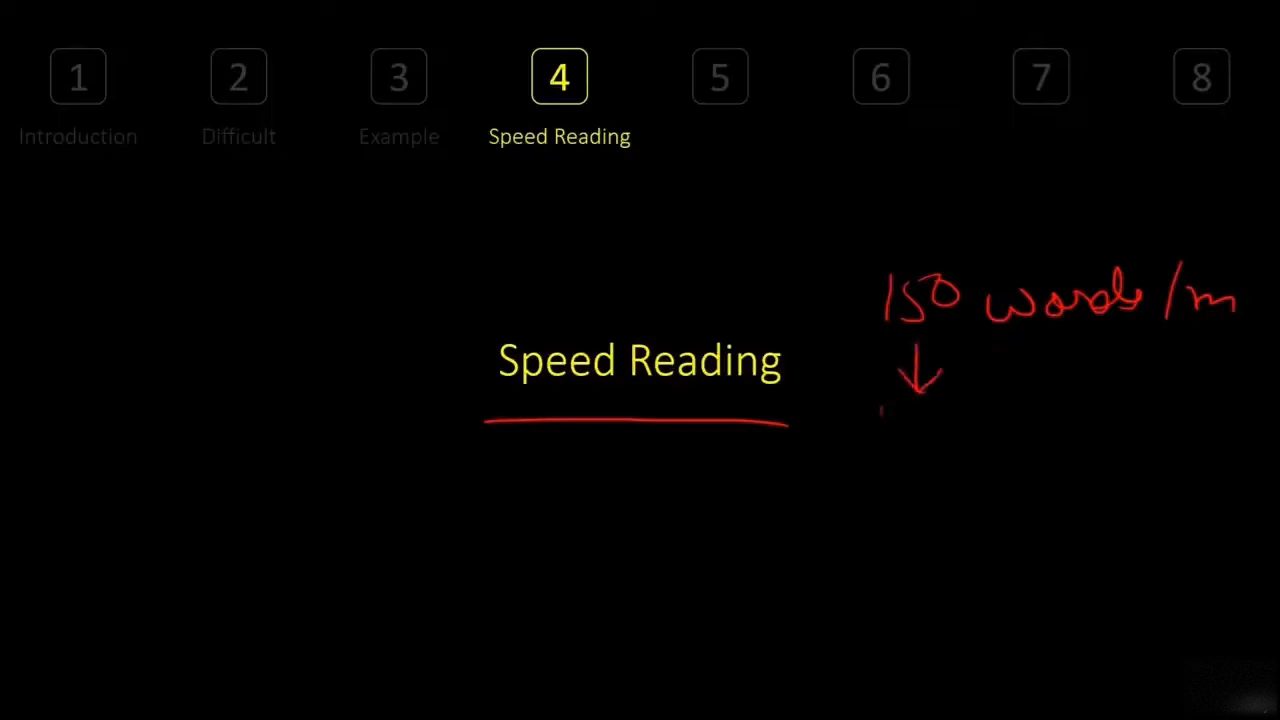 1 2 3 4 5 6 7 8
Introduction Difficult Example Speed Reading
150 words/m
Speed Reading